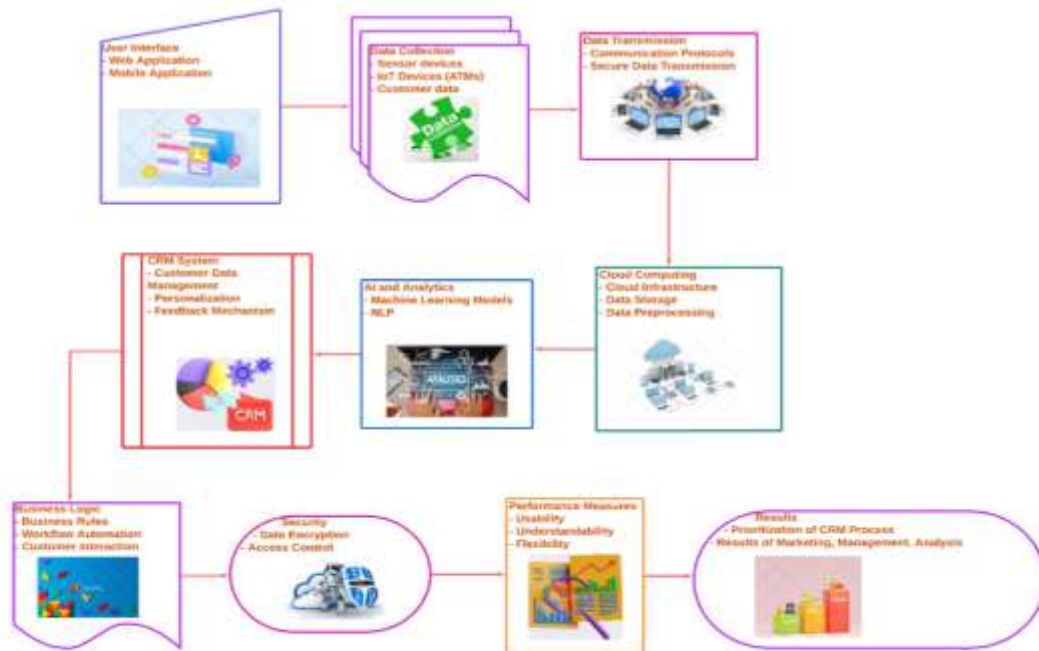 User Interface
- Web Application
- Mobile Application
Data Collection
- Sensor devices
- IoT Devices (ATMs)
- Customer data
Data
Data Transmission
- Communication Protocols
- Secure Data Transmission
CRM System
- Customer Data
Management
- Personalization
- Feedback Mechanism
CRM
AI and Analytics
- Machine Learning Models
- NLP
ANALYTICS
Cloud Computing
- Cloud Infrastructure
- Data Storage
- Data Preprocessing
Business Logic
- Business Rules
- Workflow Automation
- Customer Interaction
Security
- Data Encryption
- Access Control
Performance Measures
- Usability
- Understandability
- Flexibility
Results
- Prioritization of CRM Process
- Results of Marketing, Management, Analysis